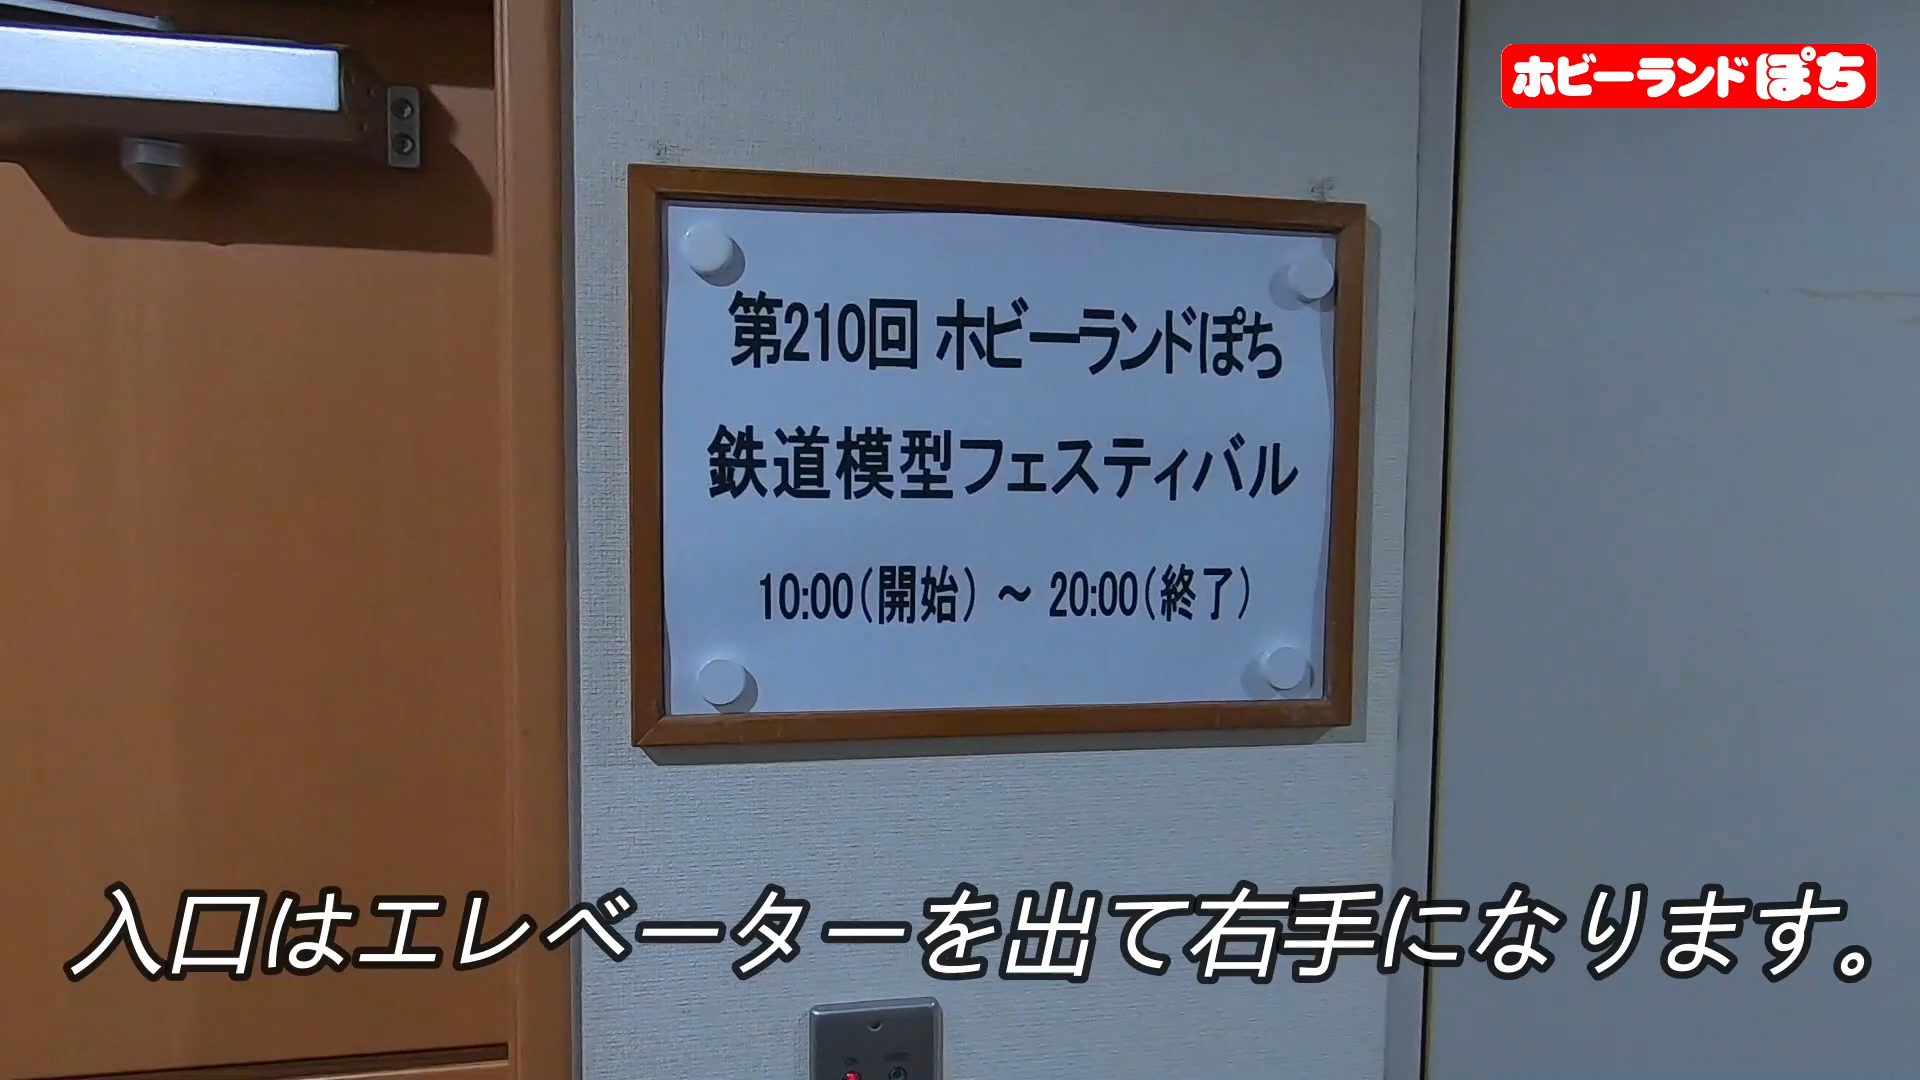 ホビーランドぽち
第210回 ホビーランドぽち
鉄道模型フェスティバル
10:00(開始) ～ 20:00(終了)
入口はエレベーターを出て右手になります。